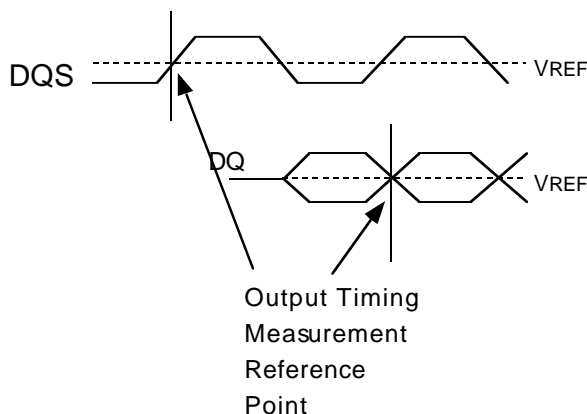 DQS
VREF
DQ
VREF
Output Timing
Measurement
Reference
Point